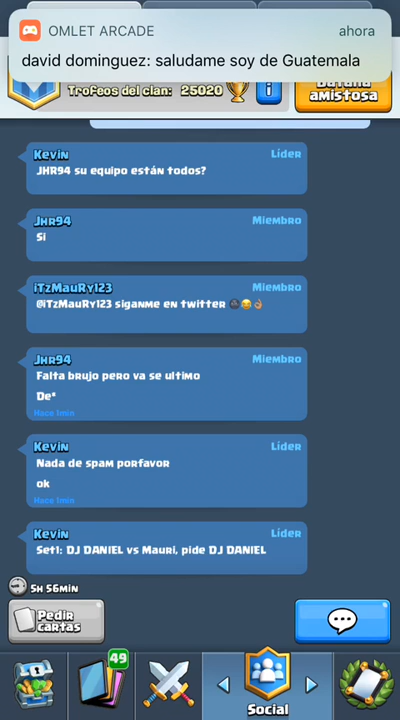 OMLET ARCADE
ahora
david dominguez: saludame soy de Guatemala
Trofeos del clan: 25020
amistosa
Kevin
Líder
JHR94 su equipo están todos?
JHR94
Miembro
Si
iTzMauRy123
Miembro
@iTzMauRy123 siganme en twitter 🌚😂👌🏽
JHR94
Miembro
Falta brujo pero va se ultimo
De*
Hace 1min
Kevin
Líder
Nada de spam porfavor
ok
Hace 1min
Kevin
Líder
Set1: DJ DANIEL vs Mauri, pide DJ DANIEL
5h 56min
Pedir
cartas
49
Social